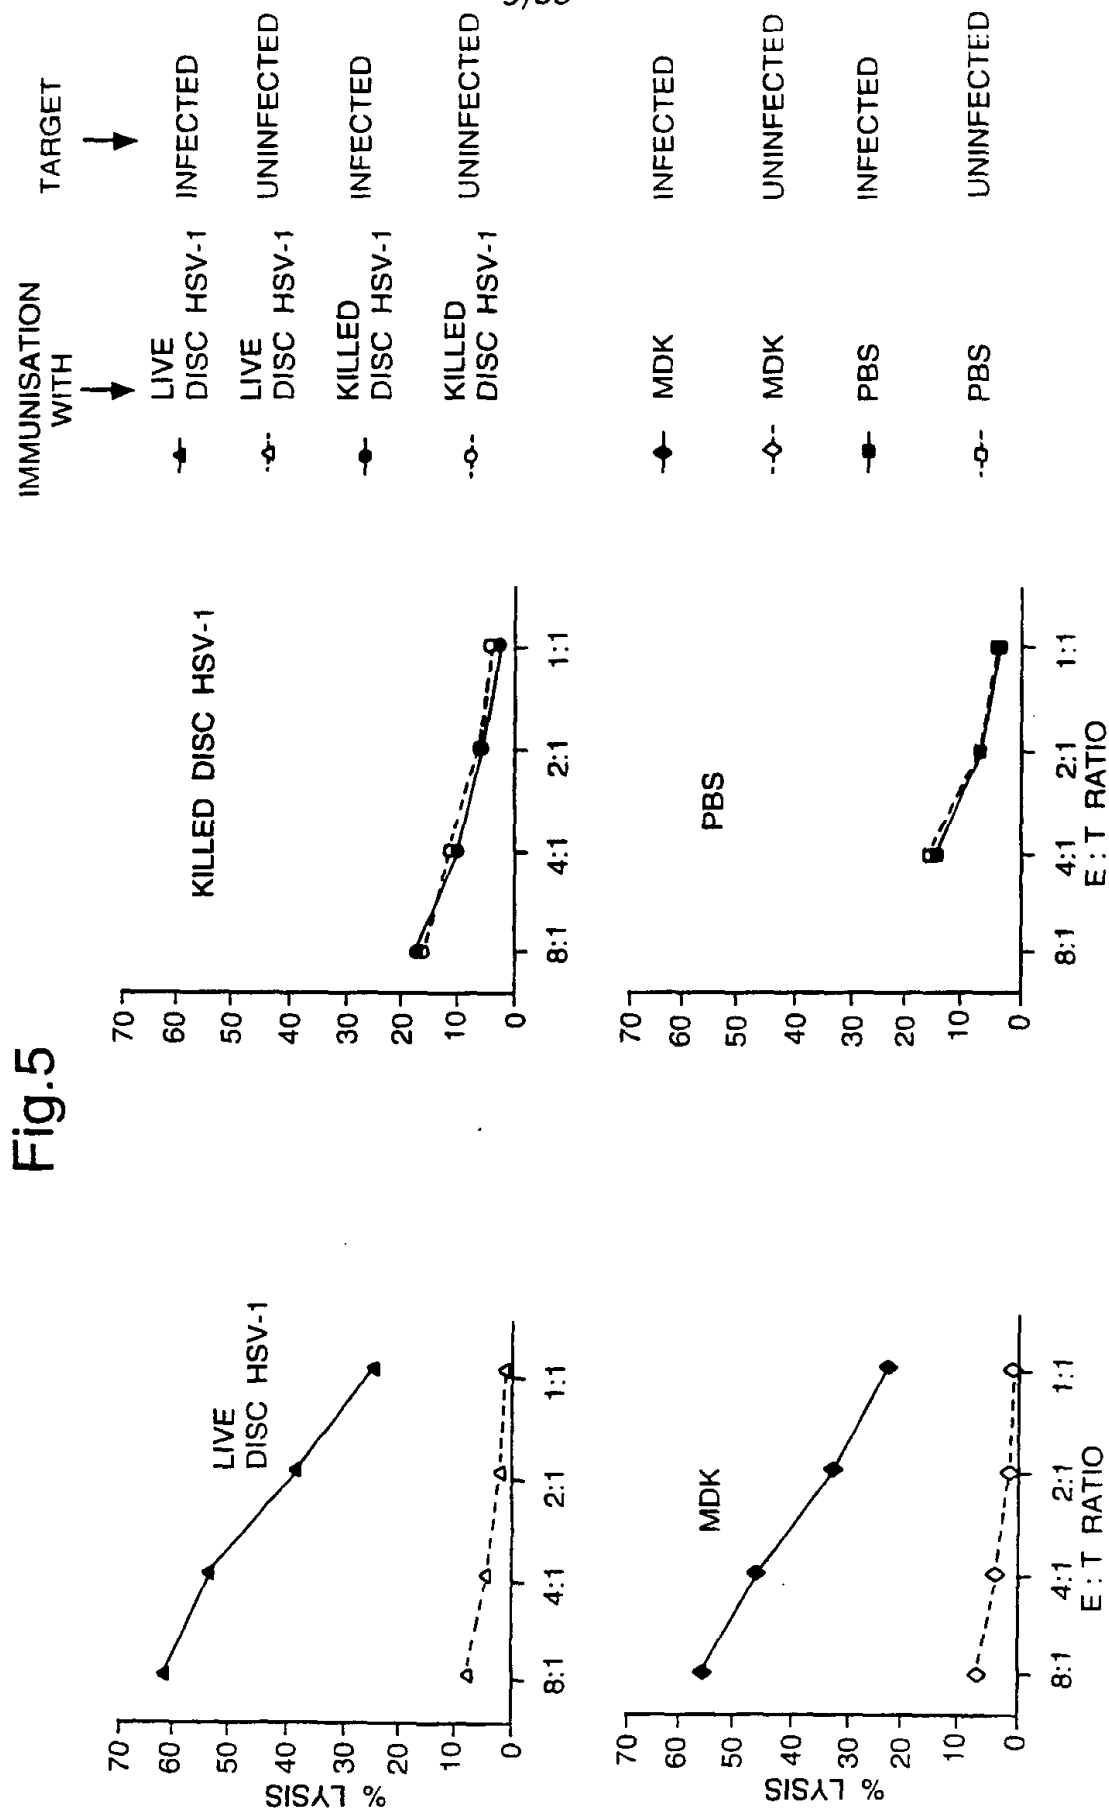 Fig.5
% LYSIS
70
60
50
40
30
20
10
0
LIVE
DISC HSV-1
8:1
4:1
2:1
1:1
70
60
50
40
30
20
10
0
KILLED DISC HSV-1
8:1
4:1
2:1
1:1
% LYSIS
70
60
50
40
30
20
10
0
MDK
8:1
4:1
2:1
1:1
E:T RATIO
70
60
50
40
30
20
10
0
PBS
8:1
4:1
2:1
1:1
E:T RATIO
IMMUNISATION
WITH
TARGET
LIVE
DISC HSV-1 INFECTED
LIVE
DISC HSV-1 UNINFECTED
KILLED
DISC HSV-1 INFECTED
KILLED
DISC HSV-1 UNINFECTED
MDK INFECTED
MDK UNINFECTED
PBS INFECTED
PBS UNINFECTED